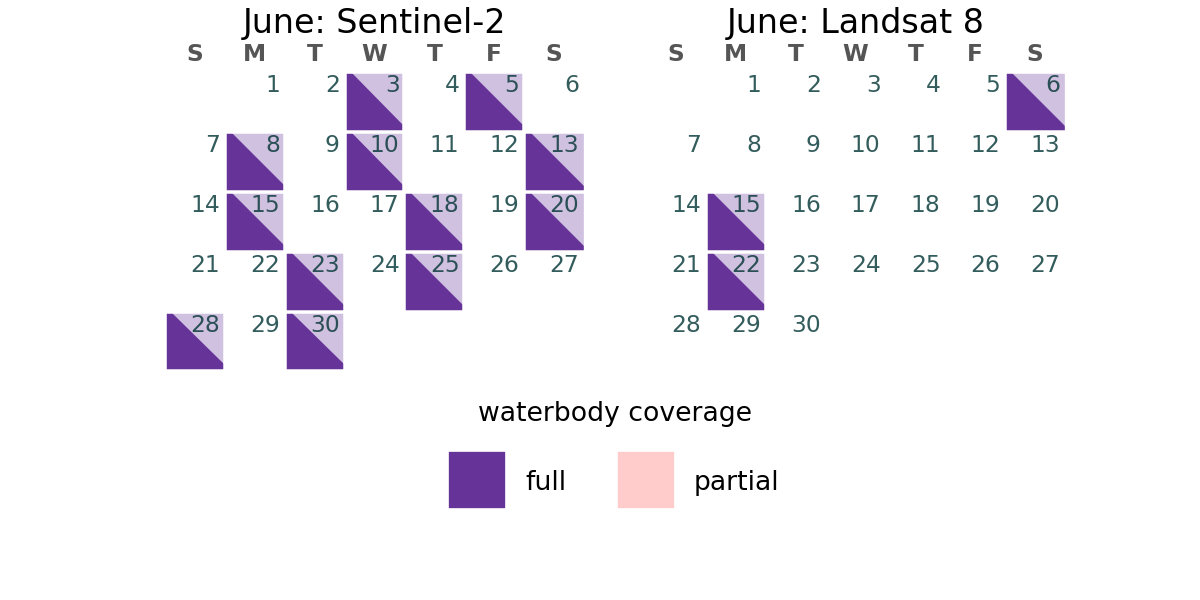 June: Sentinel-2
S M T W T F S
1 2 3 4 5 6
7 8 9 10 11 12 13
14 15 16 17 18 19 20
21 22 23 24 25 26 27
28 29 30
June: Landsat 8
S M T W T F S
1 2 3 4 5 6
7 8 9 10 11 12 13
14 15 16 17 18 19 20
21 22 23 24 25 26 27
28 29 30
waterbody coverage
full partial